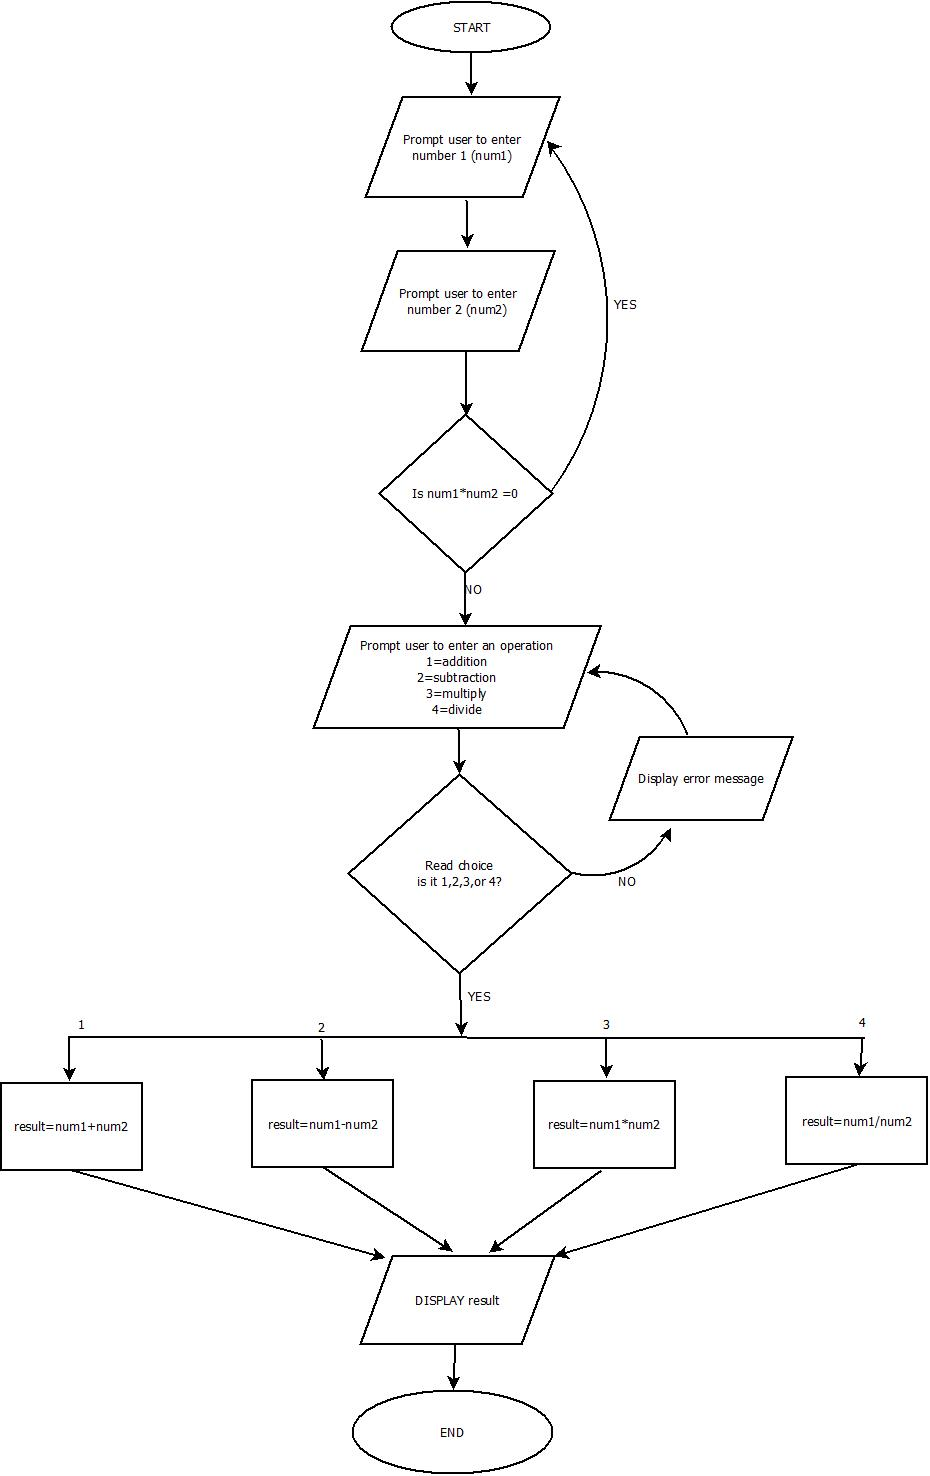 START
Prompt user to enter
number 1 (num1)
Prompt user to enter
number 2 (num2)
YES
Is num1*num2 =0
NO
Prompt user to enter an operation
1=addition
2=subtraction
3=multiply
4=divide
Display error message
Read choice
is it 1,2,3,or 4?
NO
YES
1
2
3
4
result=num1+num2
result=num1-num2
result=num1*num2
result=num1/num2
DISPLAY result
END